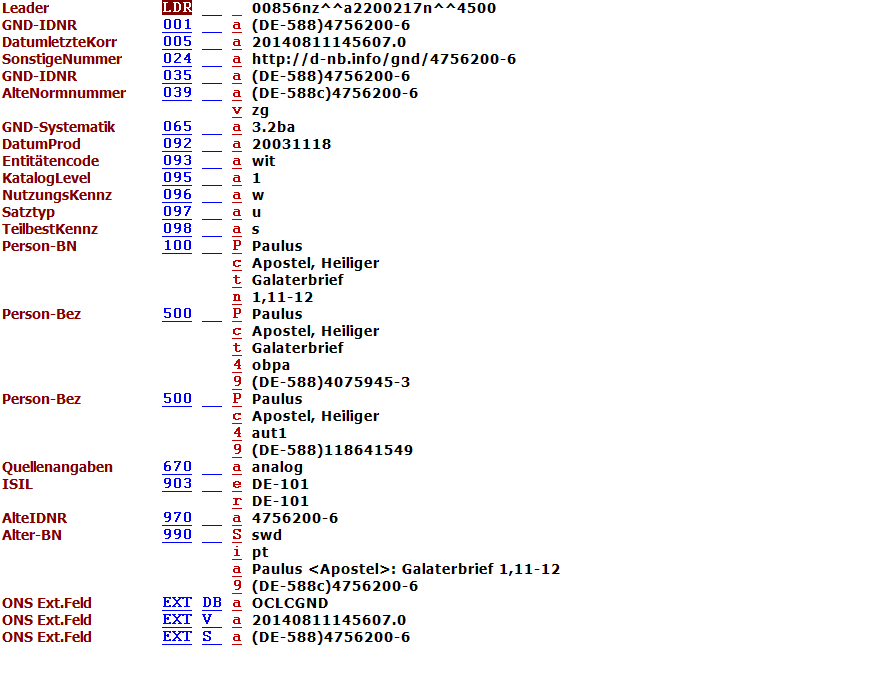 Leader LDR __ _ 00856nz^^a2200217n^^4500
GND-IDNR 001 __ a (DE-588)4756200-6
DatumletzteKorr 005 __ a 20140811145607.0
SonstigeNummer 024 __ a http://d-nb.info/gnd/4756200-6
GND-IDNR 035 __ a (DE-588)4756200-6
AlteNormnummer 039 __ a (DE-588c)4756200-6
v zg
GND-Systematik 065 __ a 3.2ba
DatumProd 092 __ a 20031118
Entitätencode 093 __ a wit
KatalogLevel 095 __ a 1
NutzungsKennz 096 __ a w
Satztyp 097 __ a u
TeilbestKennz 098 __ a s
Person-BN 100 __ P Paulus
c Apostel, Heiliger
t Galaterbrief
n 1,11-12
Person-Bez 500 __ P Paulus
c Apostel, Heiliger
t Galaterbrief
4 obpa
9 (DE-588)4075945-3
Person-Bez 500 __ P Paulus
c Apostel, Heiliger
4 aut1
9 (DE-588)118641549
Quellenangaben 670 __ a analog
ISIL 903 __ e DE-101
r DE-101
AlteIDNR 970 __ a 4756200-6
Alter-BN 990 __ S swd
i pt
a Paulus <Apostel>: Galaterbrief 1,11-12
9 (DE-588c)4756200-6
ONS Ext.Feld EXT DB a OCLCGND
ONS Ext.Feld EXT V_ a 20140811145607.0
ONS Ext.Feld EXT S_ a (DE-588)4756200-6